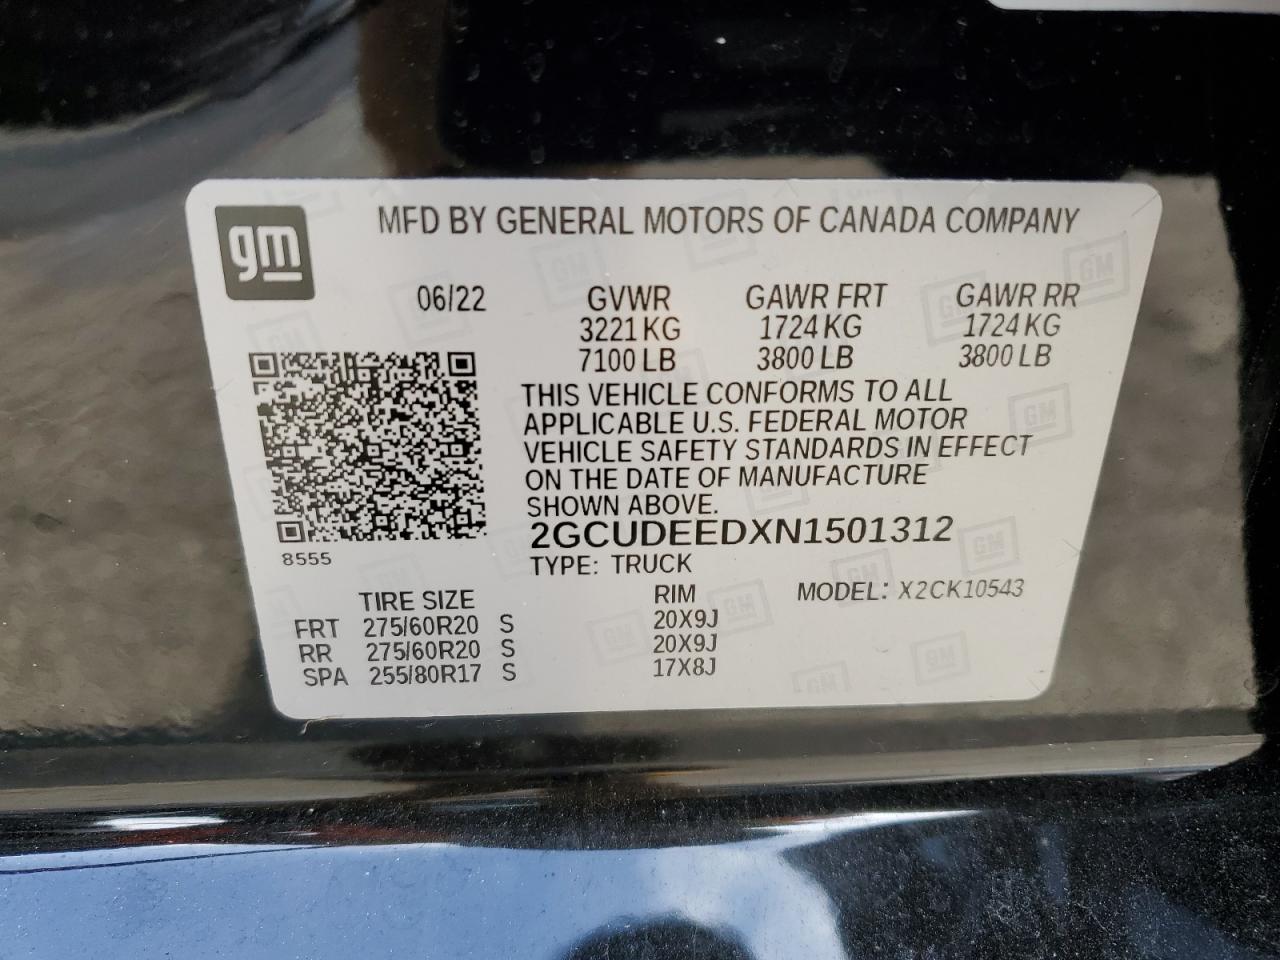 gm
MFD BY GENERAL MOTORS OF CANADA COMPANY
06/22 GVWR GAWR FRT GAWR RR
3221 KG 1724 KG 1724 KG
7100 LB 3800 LB 3800 LB
THIS VEHICLE CONFORMS TO ALL
APPLICABLE U.S. FEDERAL MOTOR
VEHICLE SAFETY STANDARDS IN EFFECT
ON THE DATE OF MANUFACTURE
SHOWN ABOVE.
2GCUDEEDXN1501312
8555
TYPE: TRUCK
TIRE SIZE RIM MODEL: X2CK10543
FRT 275/60R20 S 20X9J
RR 275/60R20 S 20X9J
SPA 255/80R17 S 17X8J